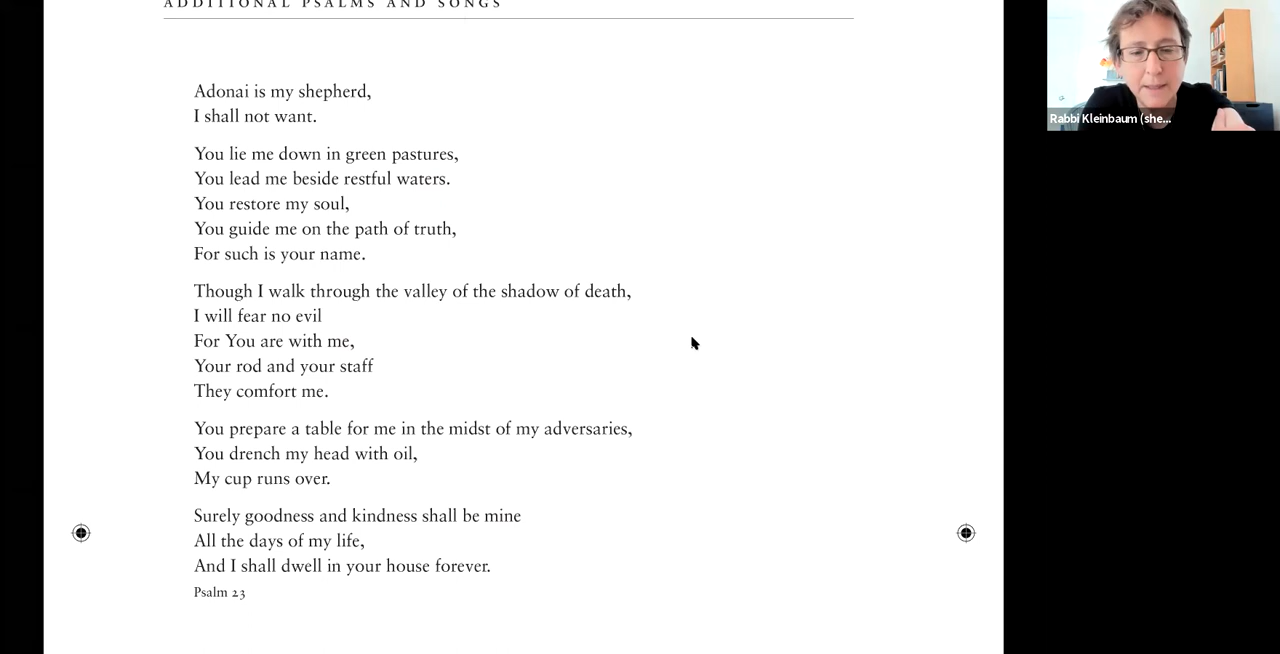 ADDITIONAL PSALMS AND SONGS
Adonai is my shepherd,
I shall not want.
You lie me down in green pastures,
You lead me beside restful waters.
You restore my soul,
You guide me on the path of truth,
For such is your name.
Though I walk through the valley of the shadow of death,
I will fear no evil
For You are with me,
Your rod and your staff
They comfort me.
You prepare a table for me in the midst of my adversaries,
You drench my head with oil,
My cup runs over.
Surely goodness and kindness shall be mine
All the days of my life,
And I shall dwell in your house forever.
Psalm 23
Rabbi Kleinbaum (she...